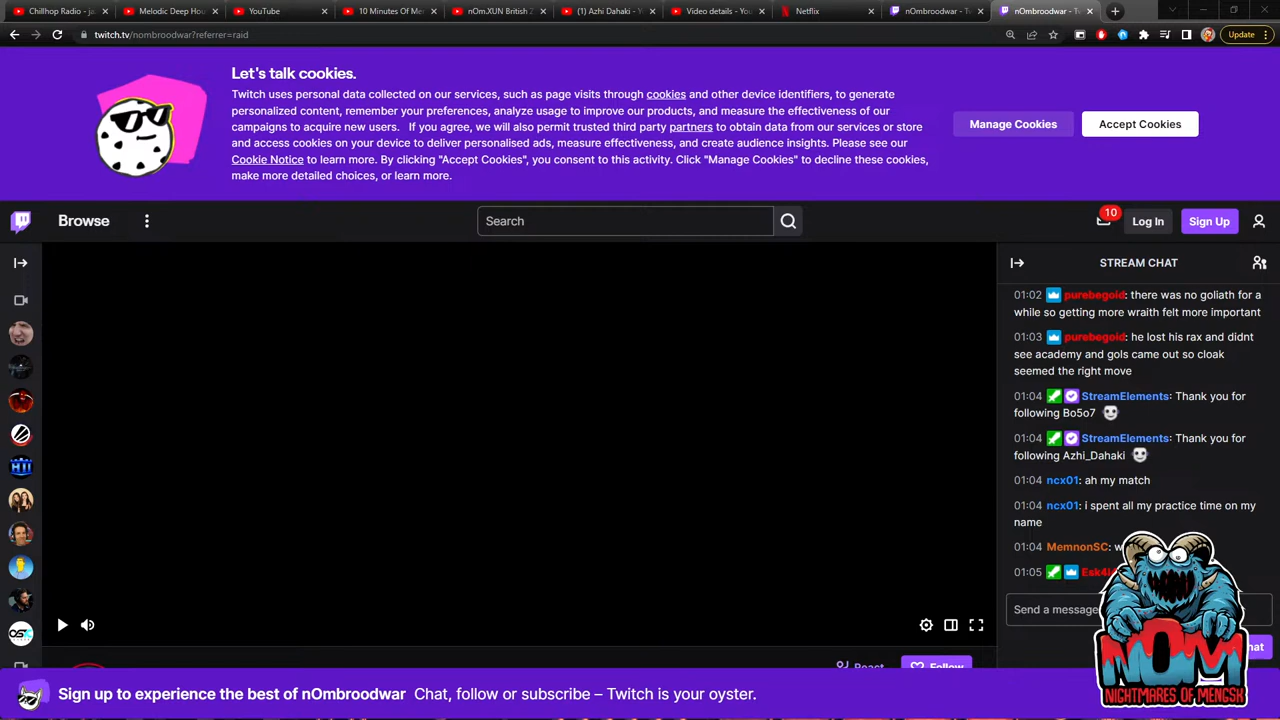 Chillhop Radio - ja
Melodic Deep Hou
YouTube
10 Minutes Of Me
nOm.XUN British Z
(1) Azhi Dahaki - Y
Video details - You
Netflix
nOmbroodwar - T
nOmbroodwar - Tw
twitch.tv/nombroodwar?referrer=raid
Update
Let's talk cookies.
Twitch uses personal data collected on our services, such as page visits through cookies and other device identifiers, to generate
personalized content, remember your preferences, analyze usage to improve our products, and measure the effectiveness of our
campaigns to acquire new users. If you agree, we will also permit trusted third party partners to obtain data from our services or store
and access cookies on your device to deliver personalised ads, measure effectiveness, and create audience insights. Please see our
Cookie Notice to learn more. By clicking "Accept Cookies", you consent to this activity. Click "Manage Cookies" to decline these cookies,
make more detailed choices, or learn more.
Manage Cookies
Accept Cookies
Browse
Search
10
Log In
Sign Up
STREAM CHAT
01:02 purebegoid: there was no goliath for a
while so getting more wraith felt more important
01:03 purebegoid: he lost his rax and didnt
see academy and gols came out so cloak
seemed the right move
01:04 StreamElements: Thank you for
following Bo5o7
01:04 StreamElements: Thank you for
following Azhi_Dahaki
01:04 ncx01: ah my match
01:04 ncx01: i spent all my practice time on my
name
01:04 MemnonSC: w
01:05
Send a message
hat
React
Follow
Sign up to experience the best of nOmbroodwar Chat, follow or subscribe – Twitch is your oyster.
NOM
NIGHTMARES OF MENGSK